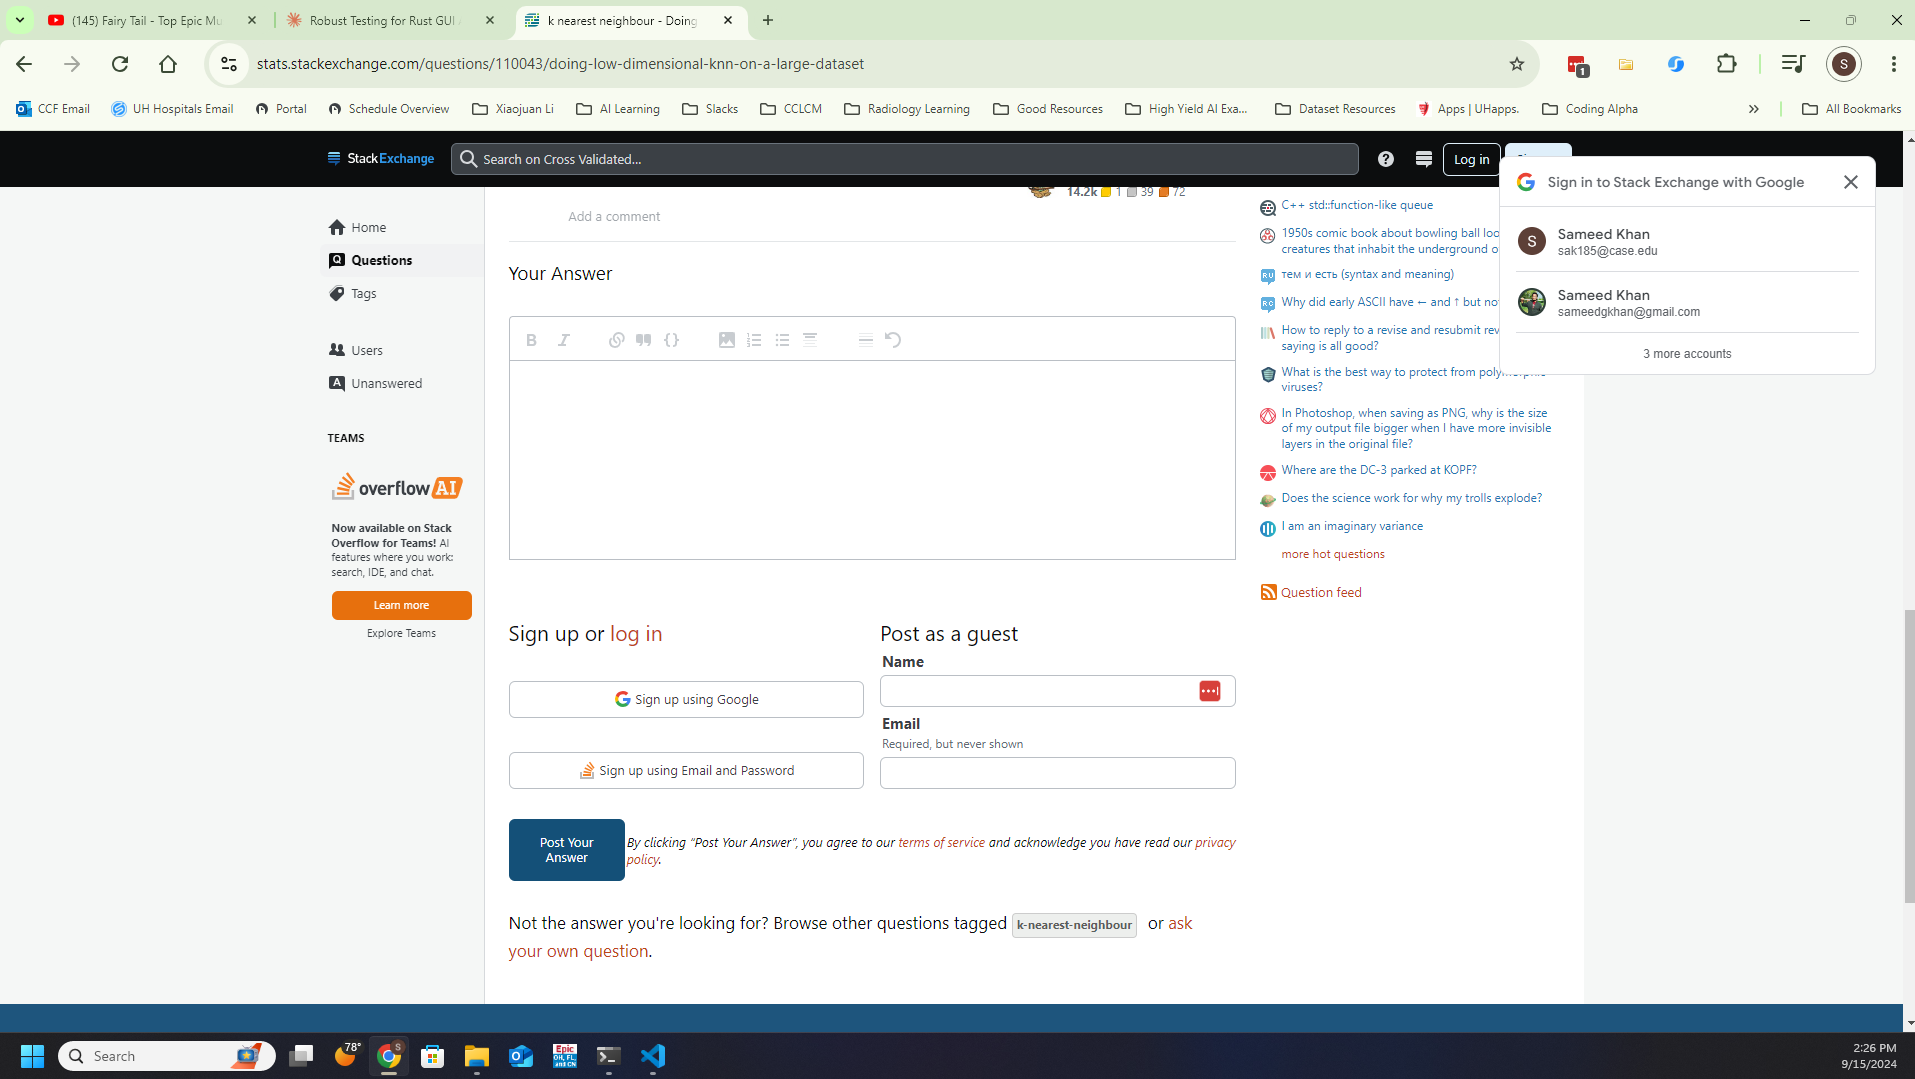 (145) Fairy Tail - Top Epic Mu
Robust Testing for Rust GUI
k nearest neighbour - Doing
stats.stackexchange.com/questions/110043/doing-low-dimensional-knn-on-a-large-dataset
1
S
CCF Email
UH Hospitals Email
Portal
Schedule Overview
Xiaojuan Li
AI Learning
Slacks
CCLCM
Radiology Learning
Good Resources
High Yield AI Exa...
Dataset Resources
Apps | UHapps.
Coding Alpha
»
All Bookmarks
StackExchange
Search on Cross Validated...
Log in
Home
Questions
Tags
Users
Unanswered
TEAMS
overflow AI
Now available on Stack
Overflow for Teams! AI
features where you work:
search, IDE, and chat.
Learn more
Explore Teams
14.2k 1 39 72
Add a comment
Your Answer
B I
Sign up or log in
Sign up using Google
Sign up using Email and Password
Post as a guest
Name
Email
Required, but never shown
Post Your
Answer
By clicking “Post Your Answer”, you agree to our terms of service and acknowledge you have read our privacy
policy.
Not the answer you're looking for? Browse other questions tagged k-nearest-neighbour or ask
your own question.
C++ std::function-like queue
1950s comic book about bowling ball loo
creatures that inhabit the underground o
тем и есть (syntax and meaning)
Why did early ASCII have ← and ↑ but no
How to reply to a revise and resubmit rev
saying is all good?
What is the best way to protect from polymorphic
viruses?
In Photoshop, when saving as PNG, why is the size
of my output file bigger when I have more invisible
layers in the original file?
Where are the DC-3 parked at KOPF?
Does the science work for why my trolls explode?
I am an imaginary variance
more hot questions
Question feed
Sign in to Stack Exchange with Google
S
Sameed Khan
sak185@case.edu
Sameed Khan
sameedgkhan@gmail.com
3 more accounts
Search
78°
S
Epic
OH, FL,
and CN
2:26 PM
9/15/2024